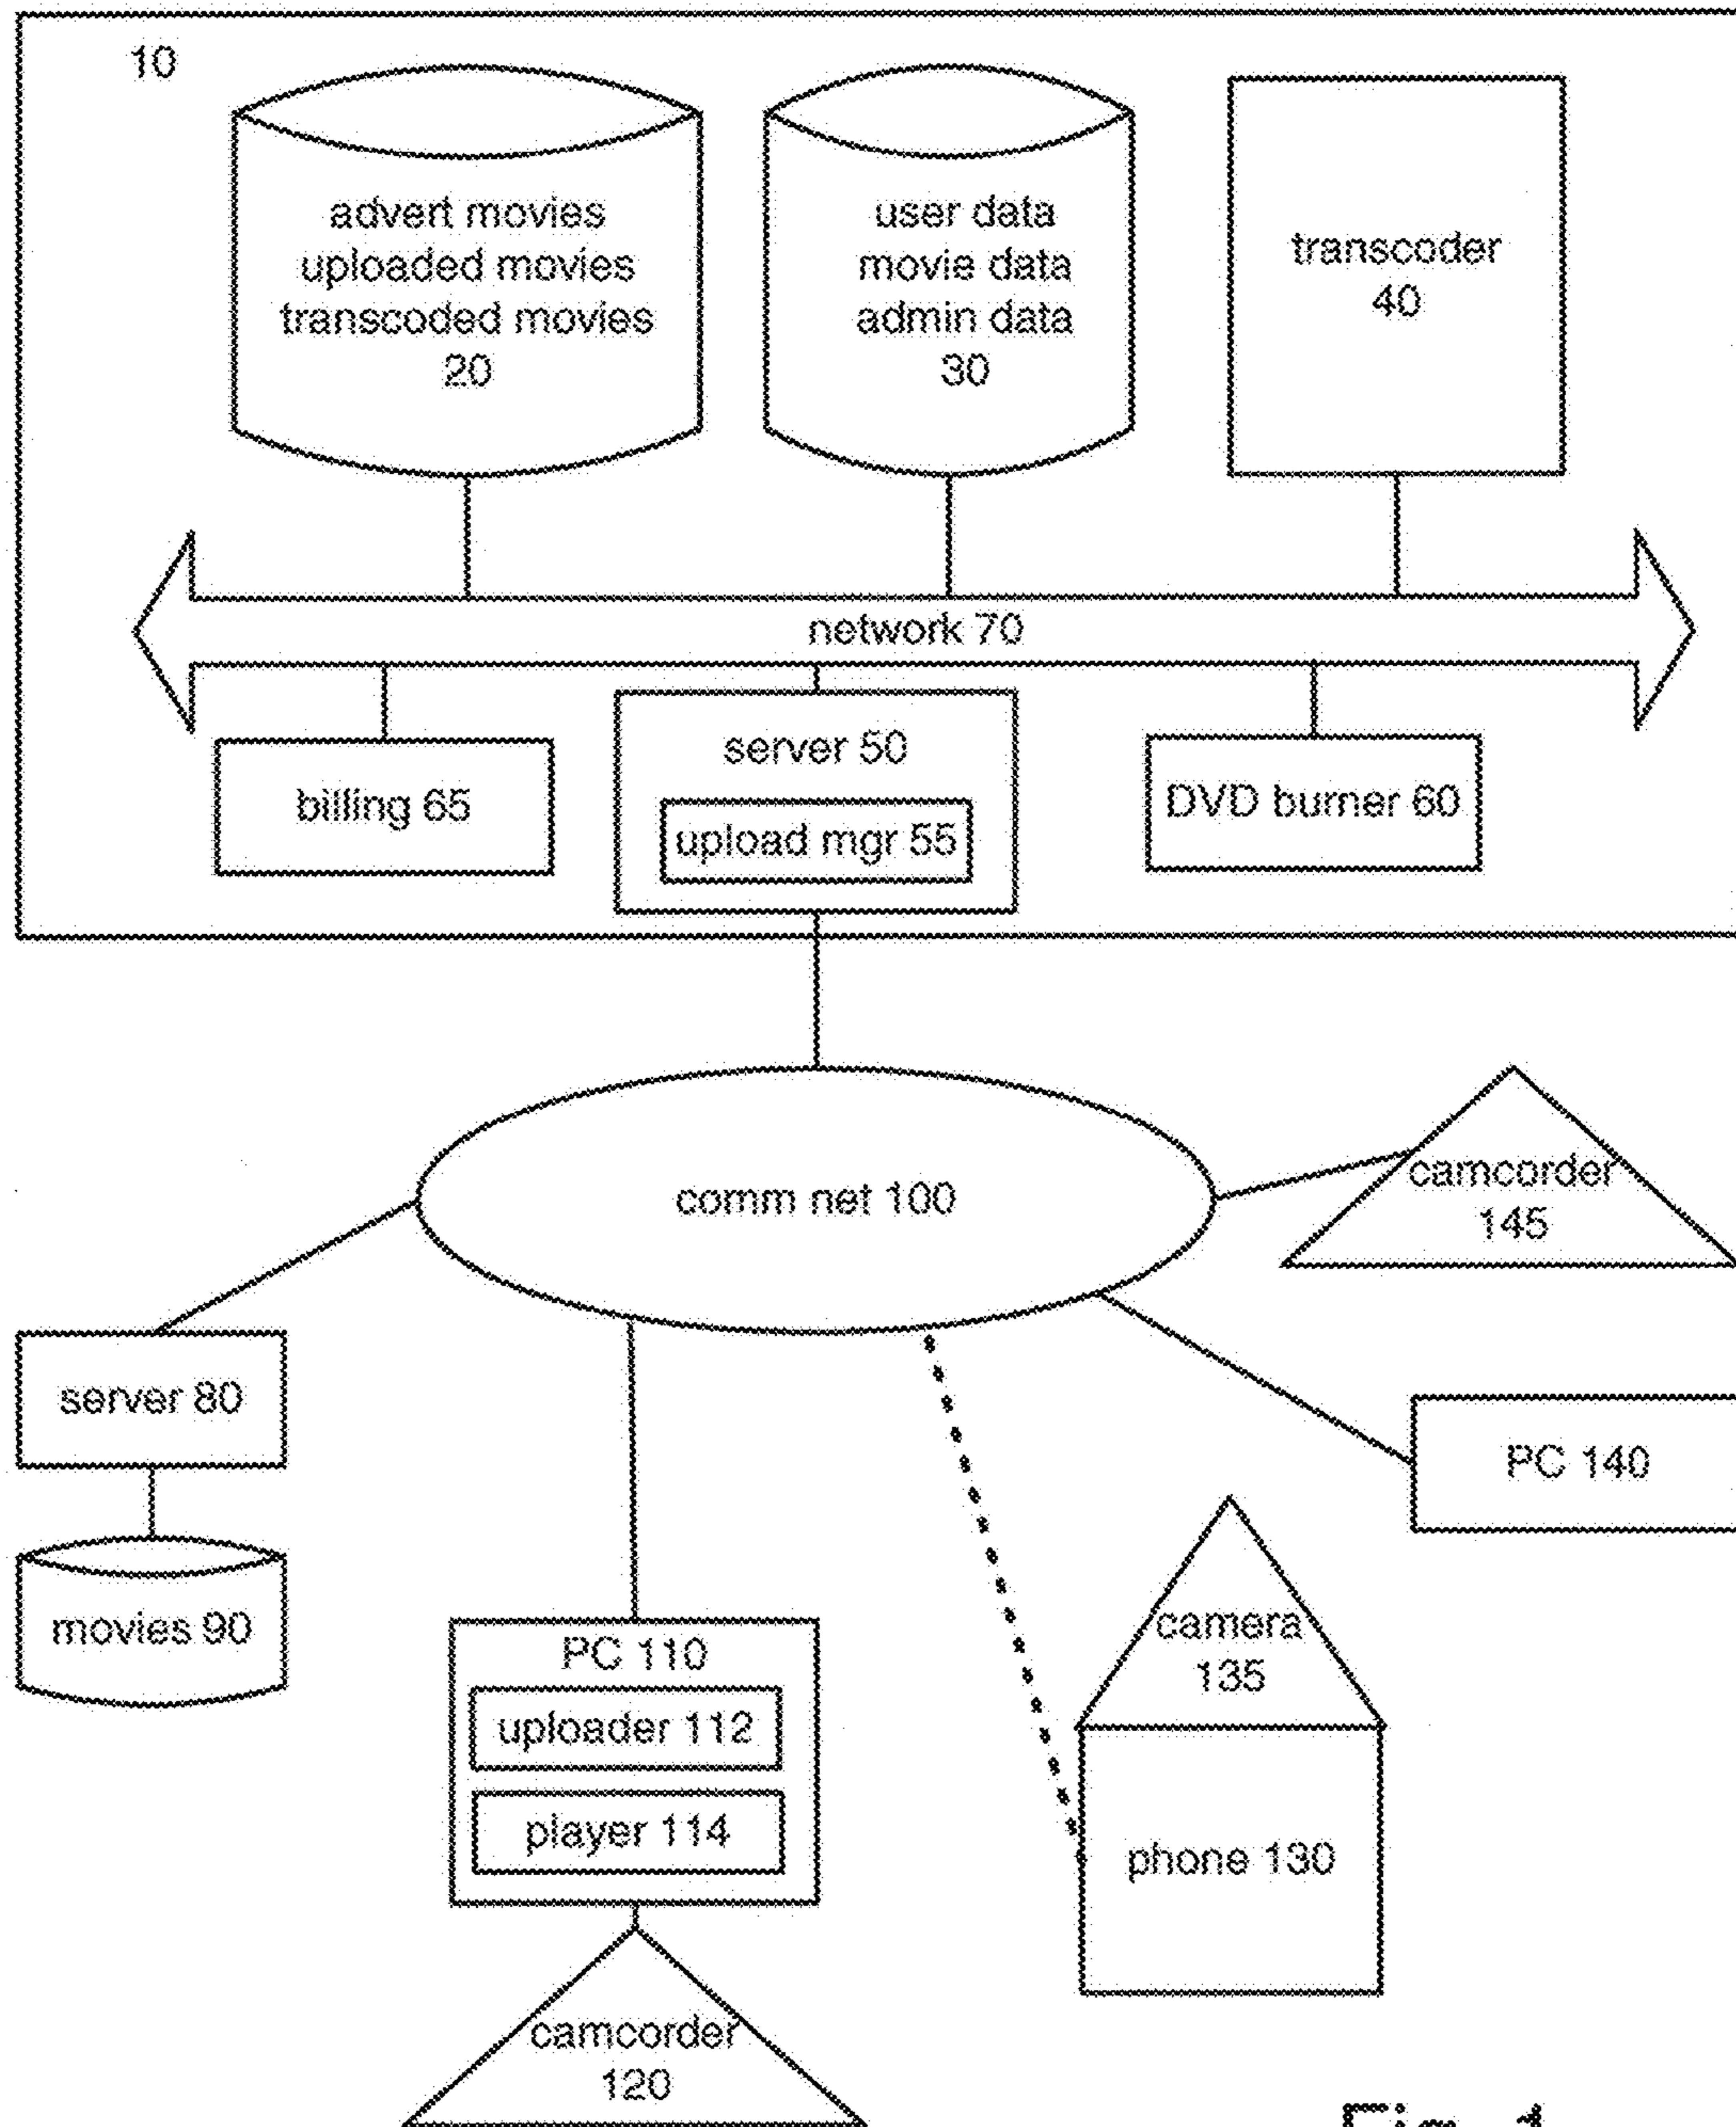 10
advert movies
uploaded movies
transcoded movies
20
user data
movie data
admin data
30
transcoder
40
network 70
billing 65
server 50
upload mgr 55
DVD burner 60
comm net 100
camcorder
145
server 80
movies 90
PC 140
PC 110
uploader 112
player 114
camera
135
phone 130
camcorder
120
Fig. 1